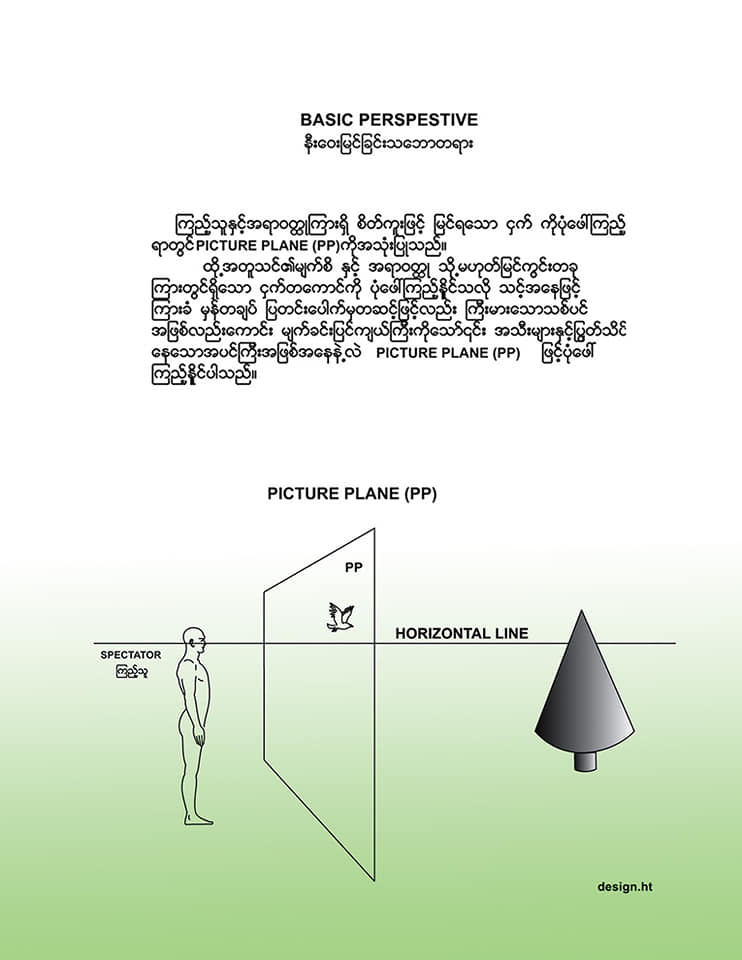 BASIC PERSPESTIVE
နီးဝေးမြင်ခြင်းသဘောတရား
ကြည့်သူနှင့်အရာဝတ္ထုကြားရှိ စိတ်ကူးဖြင့် မြင်ရသော ငှက် ကိုပုံဖေါ်ကြည့်
ရာတွင်PICTURE PLANE (PP)ကိုအသုံးပြုသည်။
ထို့အတူသင်၏မျက်စိ နှင့် အရာဝတ္ထု သို့မဟုတ်မြင်ကွင်းတခု
ကြားတွင်ရှိသော ငှက်တကောင်ကို ပုံဖေါ်ကြည့်နိူင်သလို သင့်အနေဖြင့်
ကြားခံ မှန်တချပ် ပြတင်းပေါက်မှတဆင့်ဖြင့်လည်း ကြီးမားသောသစ်ပင်
အဖြစ်လည်းကောင်း မျက်ခင်းပြင်ကျယ်ကြီးကိုသော်၎င်း အသီးများနှင့်ပြွတ်သိပ်
နေသောအပင်ကြီးအဖြစ်အနေနဲ့လဲ PICTURE PLANE (PP) ဖြင့်ပုံဖေါ်
ကြည့်နိူင်ပါသည်။
PICTURE PLANE (PP)
PP
HORIZONTAL LINE
SPECTATOR
ကြည့်သူ
design.ht